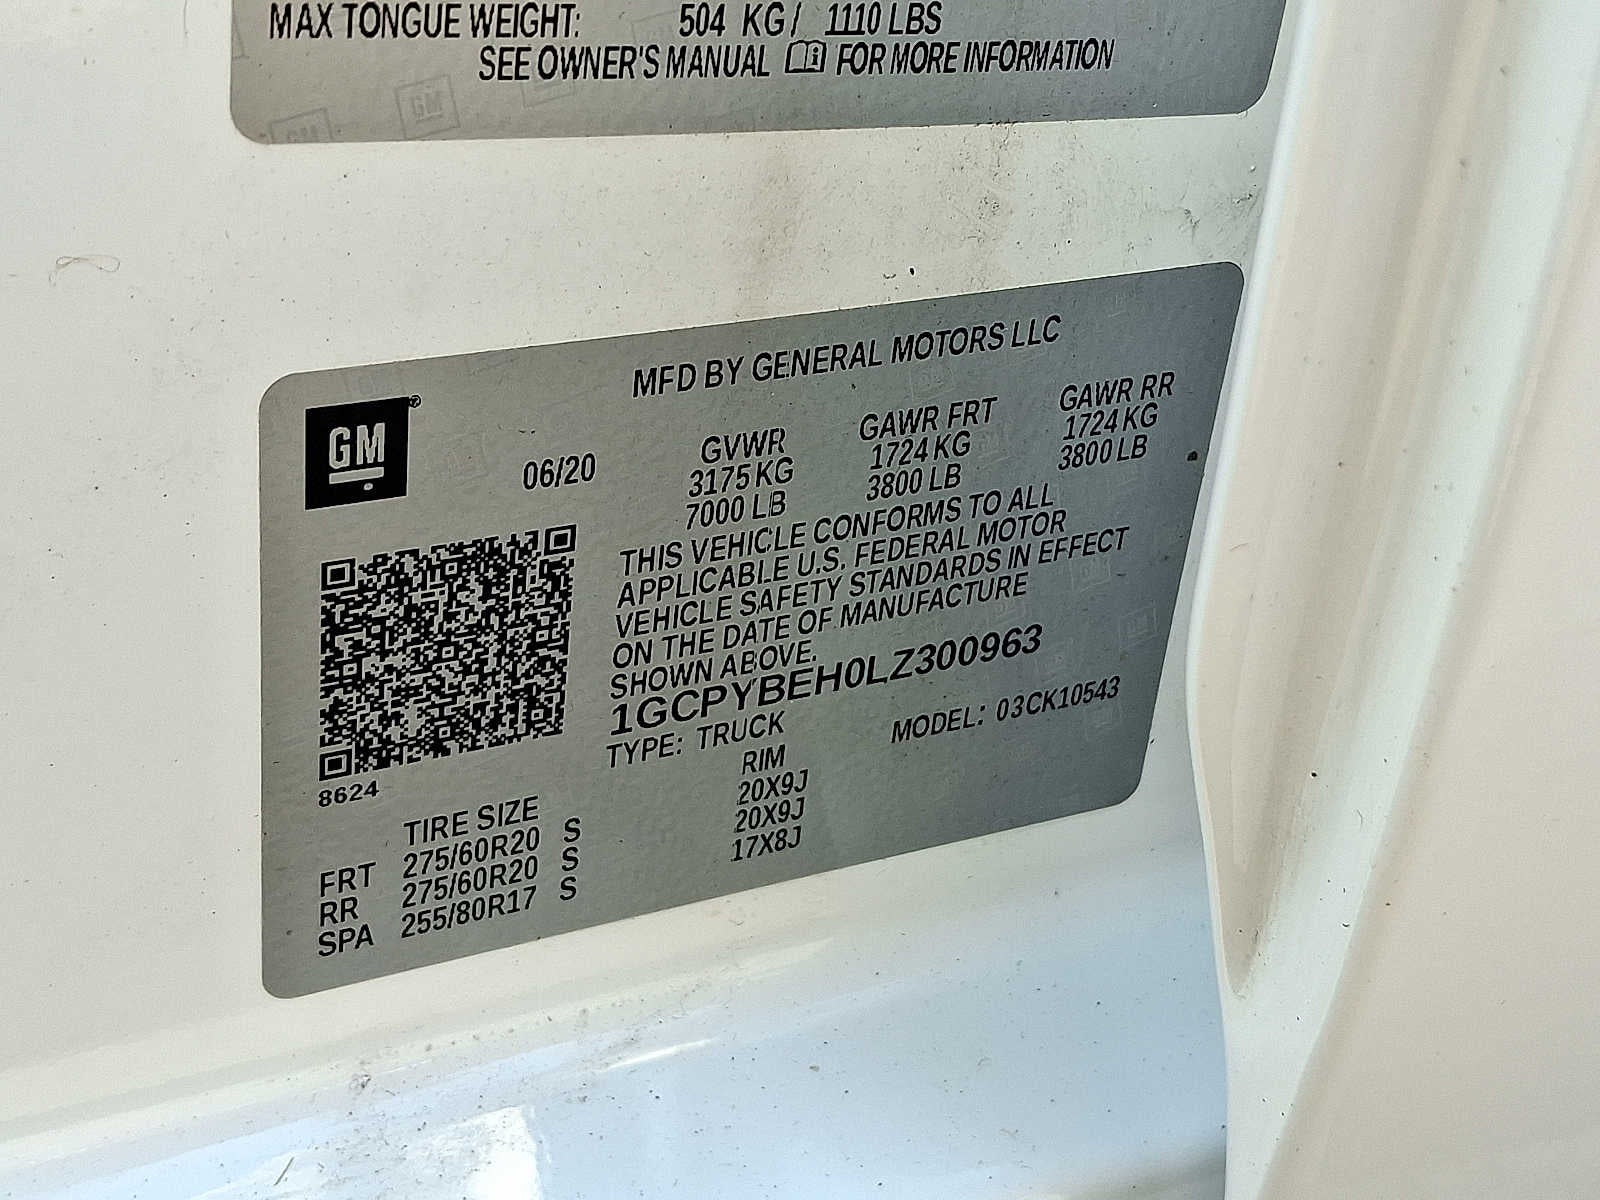 MAX TONGUE WEIGHT: 504 KG / 1110 LBS
SEE OWNER'S MANUAL FOR MORE INFORMATION
MFD BY GENERAL MOTORS LLC
GM ®
06/20
GVWR GAWR FRT GAWR RR
3175 KG 1724 KG 1724 KG
7000 LB 3800 LB 3800 LB
THIS VEHICLE CONFORMS TO ALL
APPLICABLE U.S. FEDERAL MOTOR
VEHICLE SAFETY STANDARDS IN EFFECT
ON THE DATE OF MANUFACTURE
SHOWN ABOVE.
1GCPYBEH0LZ300963
TYPE: TRUCK MODEL: 03CK10543
8624
TIRE SIZE RIM
FRT 275/60R20 S 20X9J
RR 275/60R20 S 20X9J
SPA 255/80R17 S 17X8J